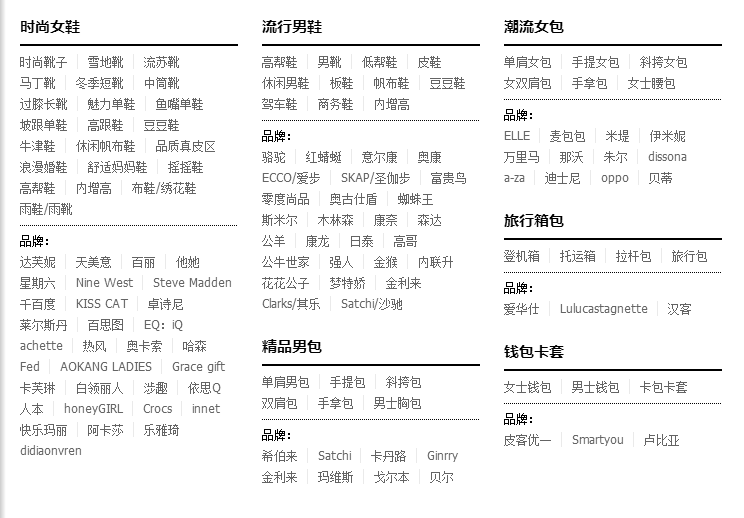 时尚女鞋
时尚靴子 雪地靴 流苏靴
马丁靴 冬季短靴 中筒靴
过膝长靴 魅力单鞋 鱼嘴单鞋
坡跟单鞋 高跟鞋 豆豆鞋
牛津鞋 休闲帆布鞋 品质真皮区
浪漫婚鞋 舒适妈妈鞋 摇摇鞋
高帮鞋 内增高 布鞋/绣花鞋
雨鞋/雨靴
品牌:
达芙妮 天美意 百丽 他她
星期六 Nine West Steve Madden
千百度 KISS CAT 卓诗尼
莱尔斯丹 百思图 EQ：iQ
achette 热风 奥卡索 哈森
Fed AOKANG LADIES Grace gift
卡芙琳 白领丽人 涉趣 依思Q
人本 honeyGIRL Crocs innet
快乐玛丽 阿卡莎 乐雅琦
didiaonvren
流行男鞋
高帮鞋 男靴 低帮鞋 皮鞋
休闲男鞋 板鞋 帆布鞋 豆豆鞋
驾车鞋 商务鞋 内增高
品牌:
骆驼 红蜻蜓 意尔康 奥康
ECCO/爱步 SKAP/圣伽步 富贵鸟
零度尚品 奥古仕盾 蜘蛛王
斯米尔 木林森 康奈 森达
公羊 康龙 日泰 高哥
公牛世家 强人 金猴 内联升
花花公子 梦特娇 金利来
Clarks/其乐 Satchi/沙驰
精品男包
单肩男包 手提包 斜挎包
双肩包 手拿包 男士胸包
品牌:
希伯来 Satchi 卡丹路 Ginrry
金利来 玛维斯 戈尔本 贝尔
潮流女包
单肩女包 手提女包 斜挎女包
女双肩包 手拿包 女士腰包
品牌:
ELLE 麦包包 米堤 伊米妮
万里马 那沃 朱尔 dissona
a-za 迪士尼 oppo 贝蒂
旅行箱包
登机箱 托运箱 拉杆包 旅行包
品牌:
爱华仕 Lulucastagnette 汉客
钱包卡套
女士钱包 男士钱包 卡包卡套
品牌:
皮客优一 Smartyou 卢比亚